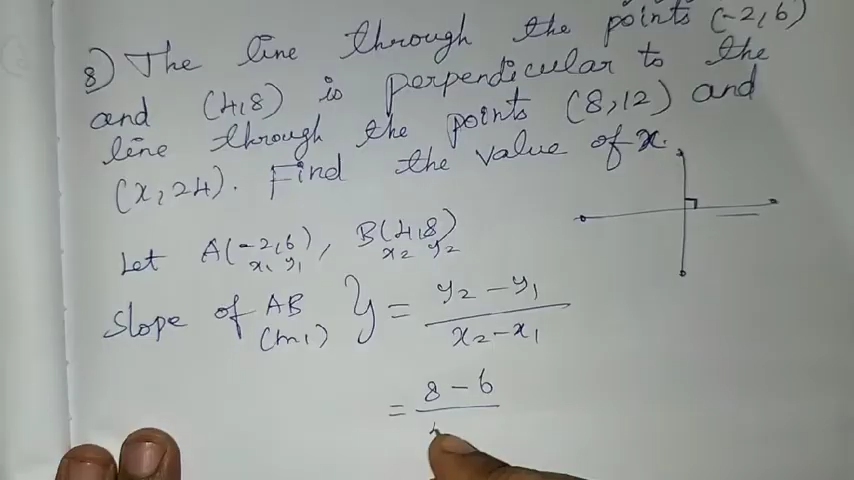 8) The line through the points (-2,6)
and (4,8) is perpendicular to the
line through the points (8,12) and
(x,24). Find the value of x.
Let A(-2,6), B(4,8)
x1 y1 x2 y2
Slope of AB = y2 - y1
(m1) x2 - x1
= 8 - 6